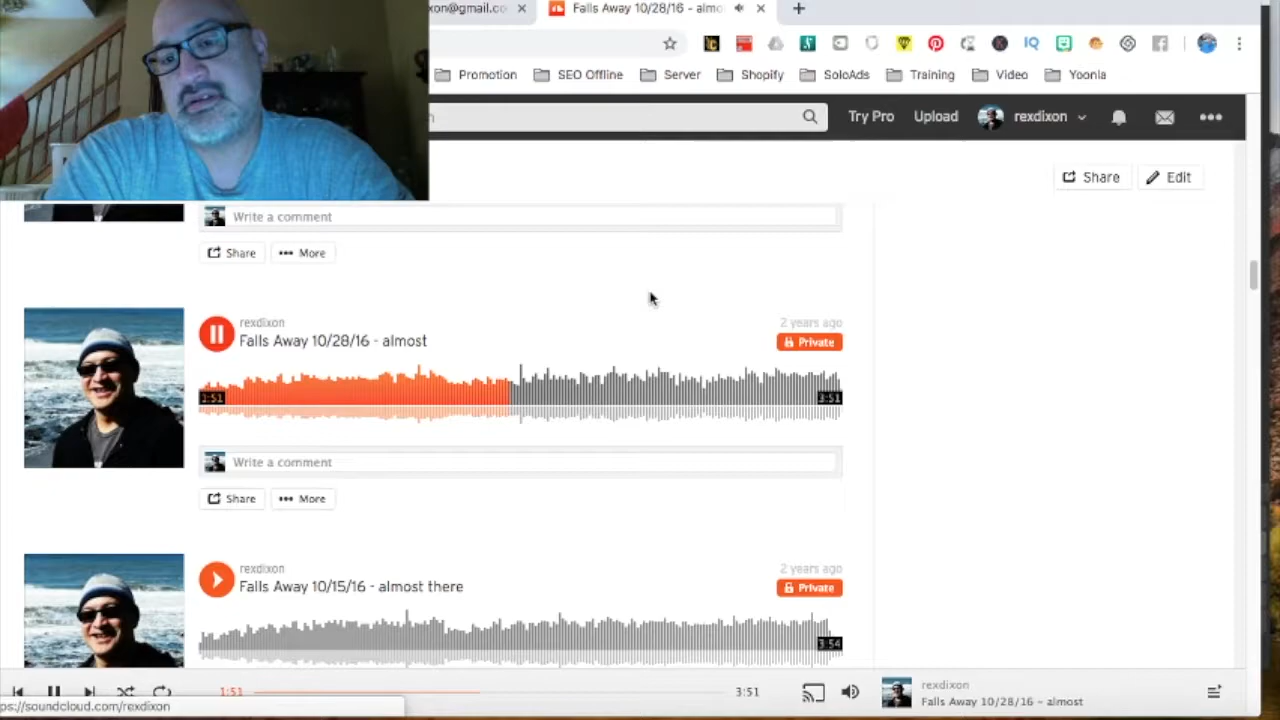 xon@gmail.co
Falls Away 10/28/16 - almo
Promotion
SEO Offline
Server
Shopify
SoloAds
Training
Video
Yoonia
IQ
h
Try Pro
Upload
rexdixon
Share
Edit
Write a comment
Share
More
rexdixon
2 years ago
Falls Away 10/28/16 - almost
Private
1:51
3:51
Write a comment
Share
More
rexdixon
2 years ago
Falls Away 10/15/16 - almost there
Private
3:54
1:51
3:51
rexdixon
Falls Away 10/28/16 - almost
ps://soundcloud.com/rexdixon